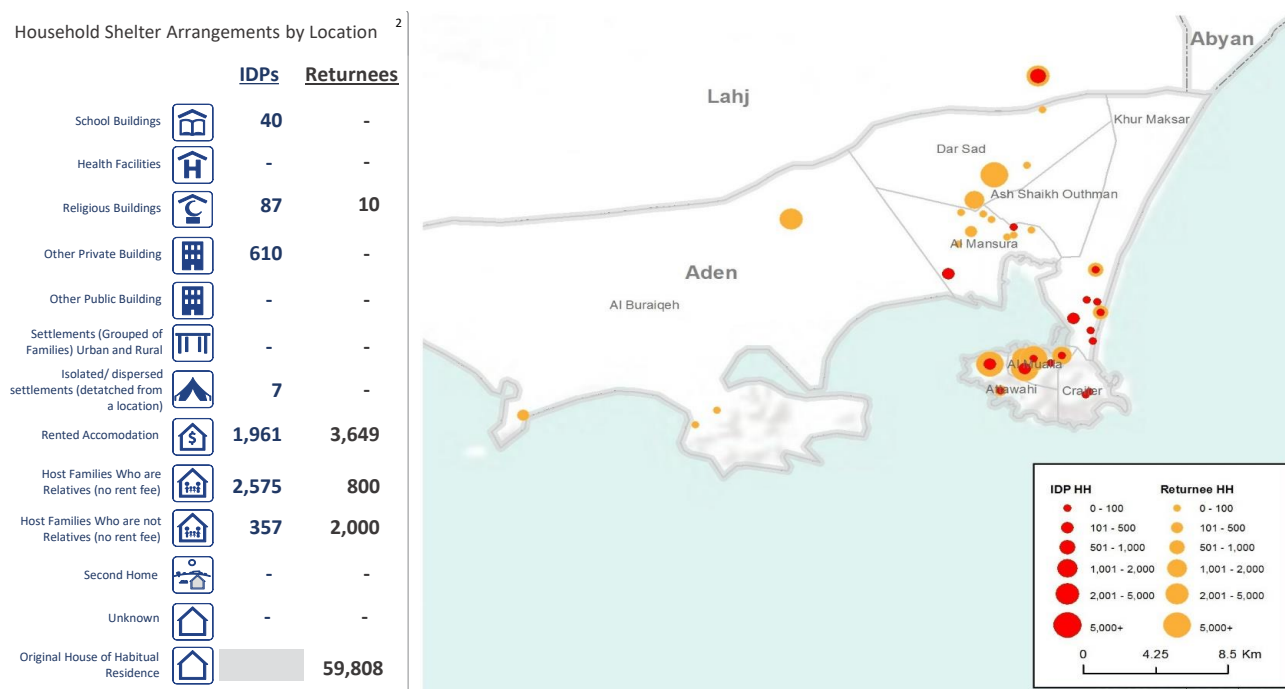 Household Shelter Arrangements by Location 2
IDPs Returnees
School Buildings 40 -
Health Facilities - -
Religious Buildings 87 10
Other Private Building 610 -
Other Public Building - -
Settlements (Grouped of
Families) Urban and Rural - -
Isolated/ dispersed
settlements (detatched from
a location) 7 -
Rented Accomodation 1,961 3,649
Host Families Who are
Relatives (no rent fee) 2,575 800
Host Families Who are not
Relatives (no rent fee) 357 2,000
Second Home - -
Unknown - -
Original House of Habitual
Residence 59,808
Abyan
Lahj
Khur Maksar
Dar Sad
Ash Shaikh Outhman
Al Mansura
Aden
Al Buraiqeh
Al Mualla
Attawahi
Crater
IDP HH Returnee HH
0 - 100 0 - 100
101 - 500 101 - 500
501 - 1,000 501 - 1,000
1,001 - 2,000 1,001 - 2,000
2,001 - 5,000 2,001 - 5,000
5,000+ 5,000+
0 4.25 8.5 Km